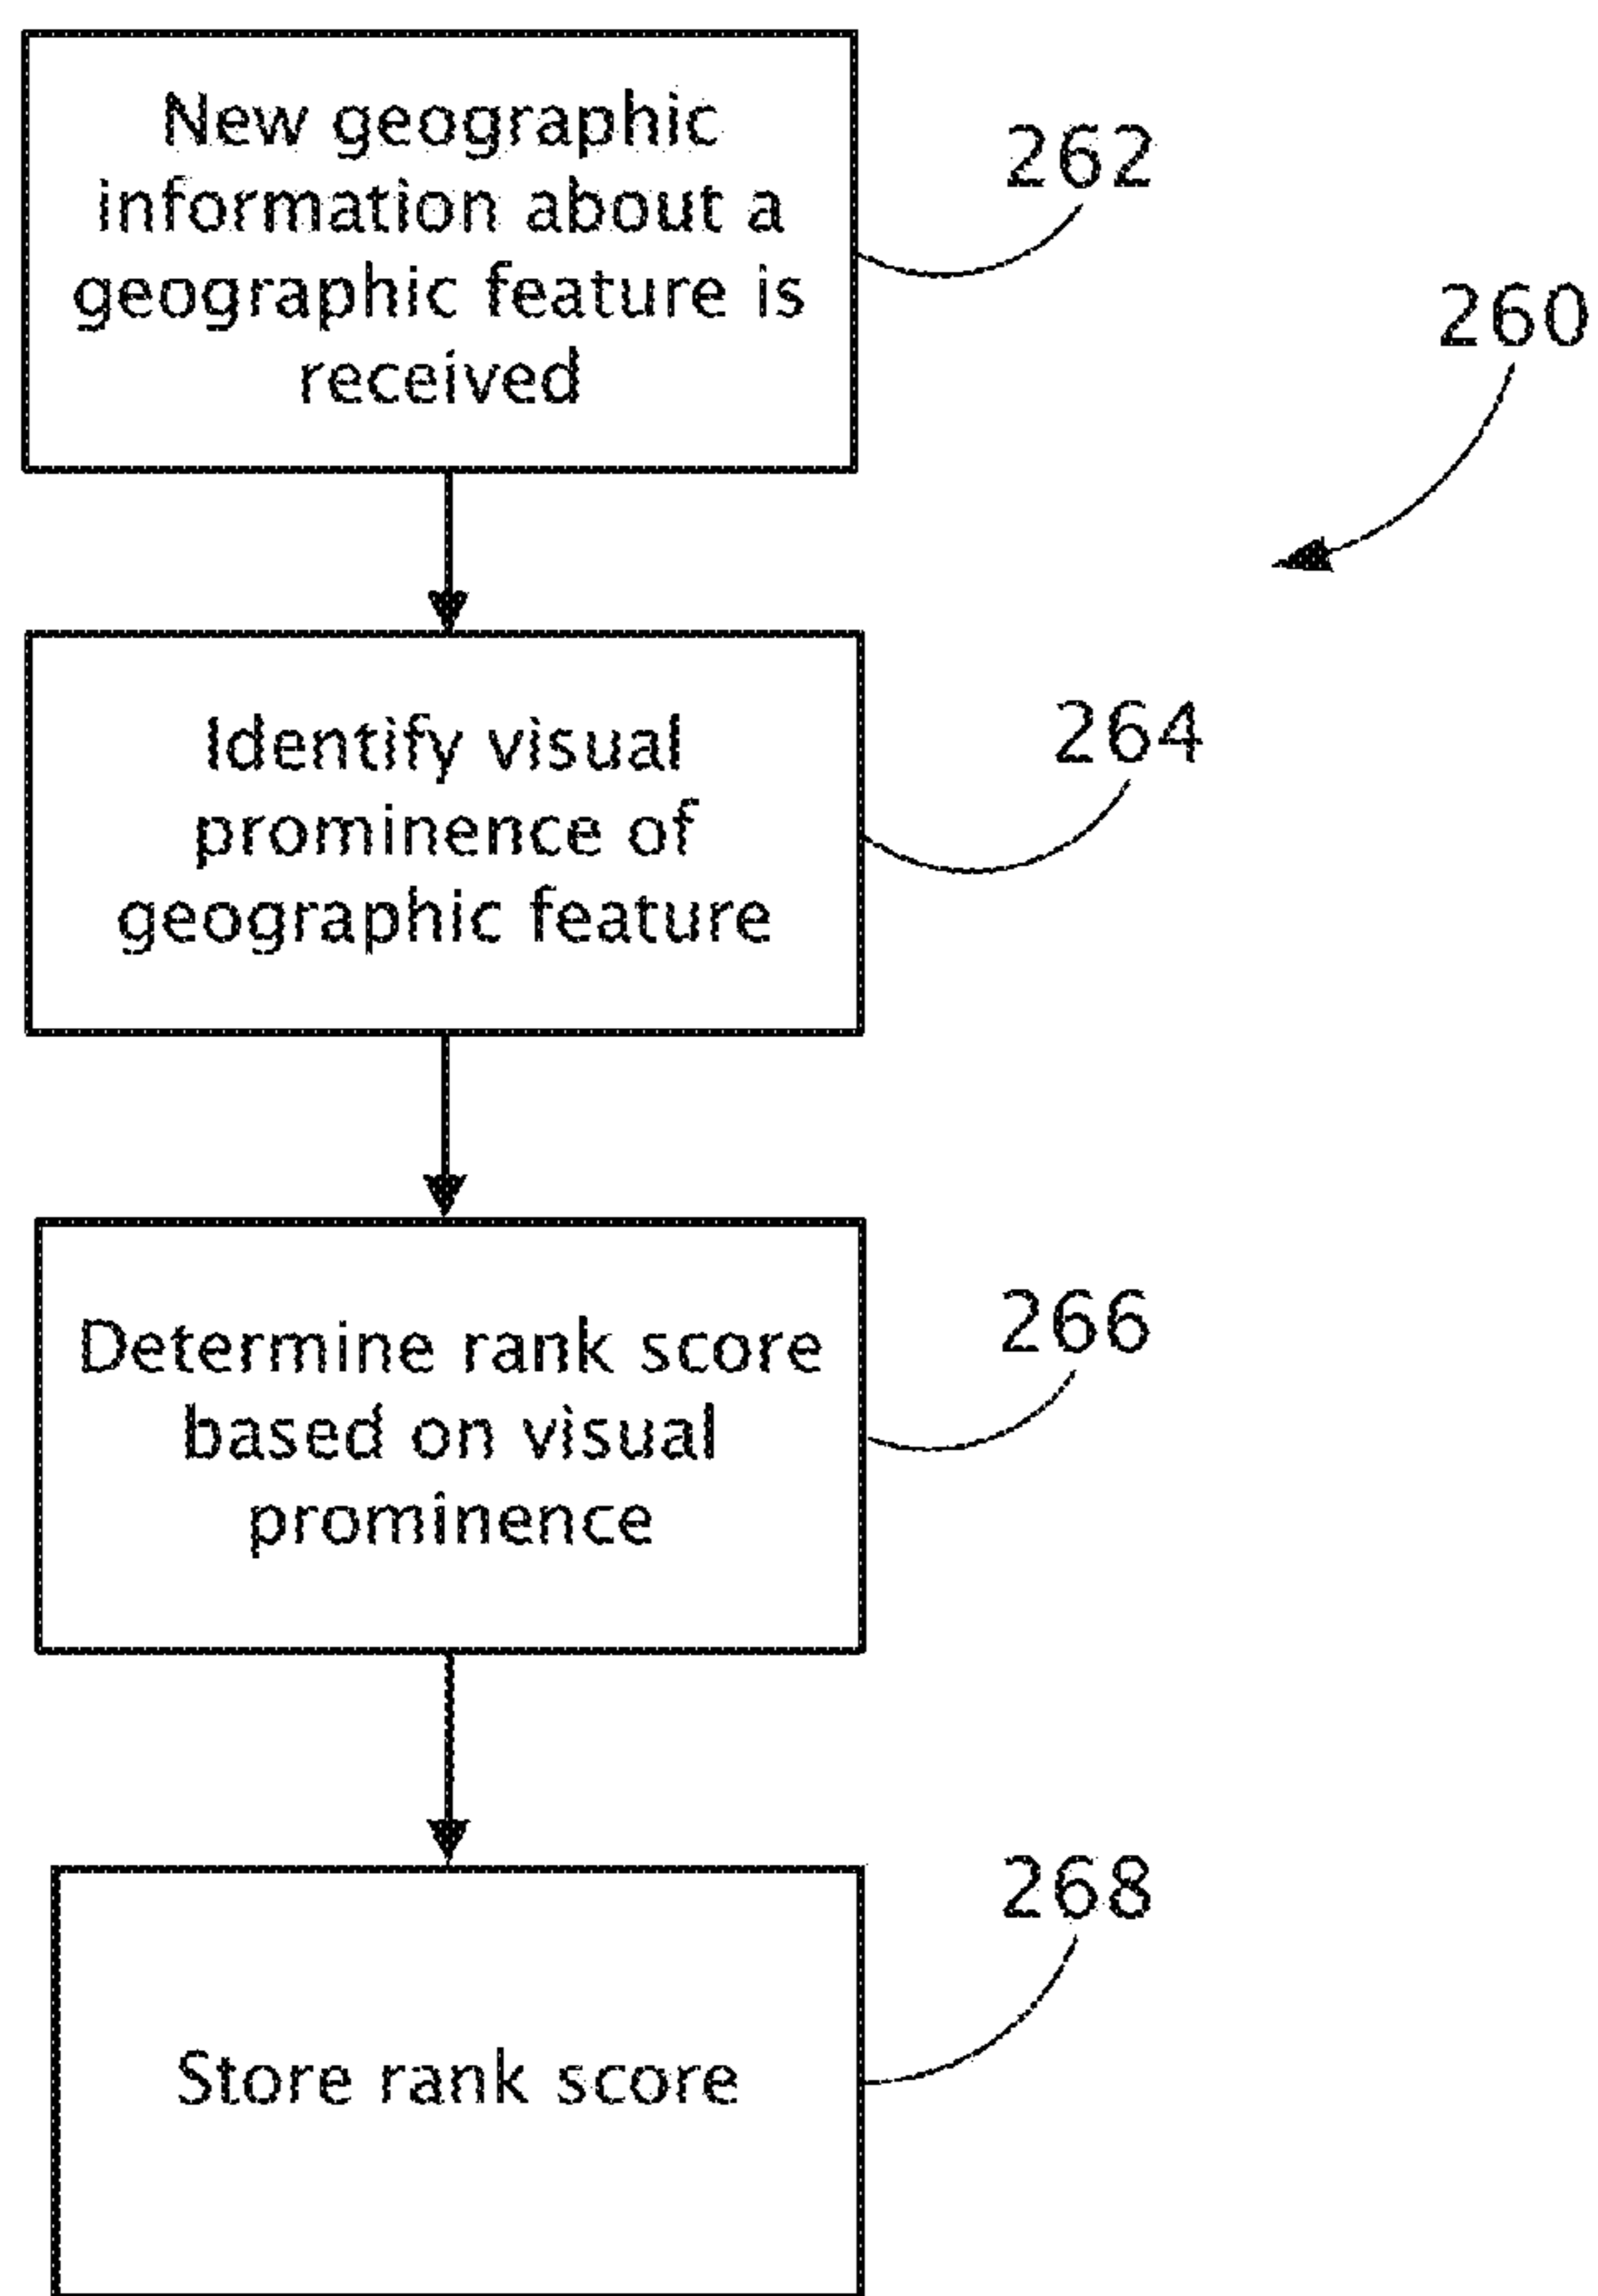 New geographic
information about a
geographic feature is
received
262
260
Identify visual
prominence of
geographic feature
264
Determine rank score
based on visual
prominence
266
Store rank score
268